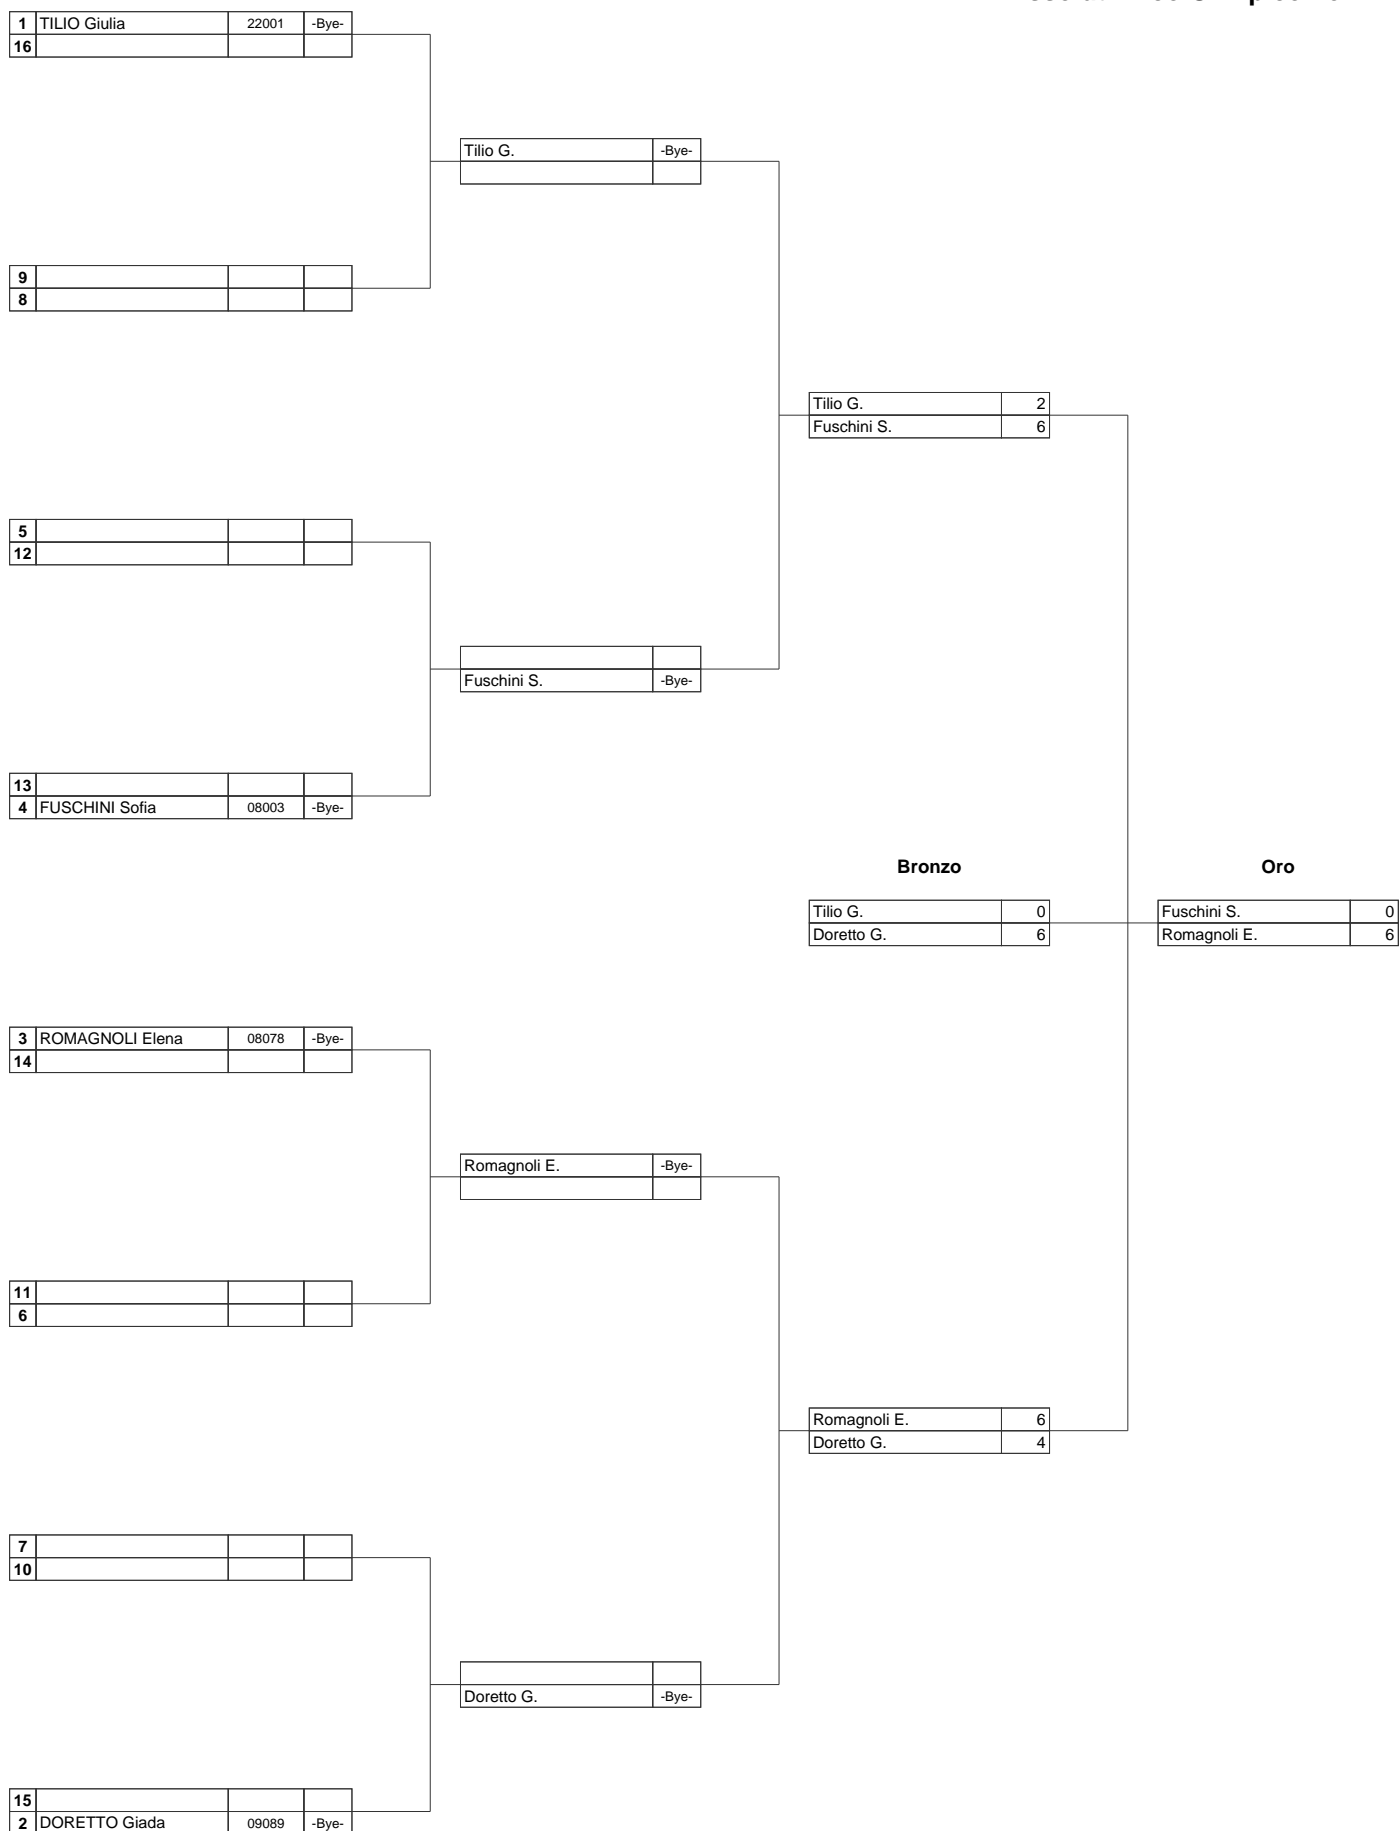 1 TILIO Giulia 22001 -Bye-
16
Tilio G. -Bye-
9
8
Tilio G. 2
Fuschini S. 6
5
12
Fuschini S. -Bye-
13
4 FUSCHINI Sofia 08003 -Bye-
Bronzo Oro
Tilio G. 0 Fuschini S. 0
Doretto G. 6 Romagnoli E. 6
3 ROMAGNOLI Elena 08078 -Bye-
14
Romagnoli E. -Bye-
11
6
Romagnoli E. 6
Doretto G. 4
7
10
Doretto G. -Bye-
15
2 DORETTO Giada 09089 -Bye-